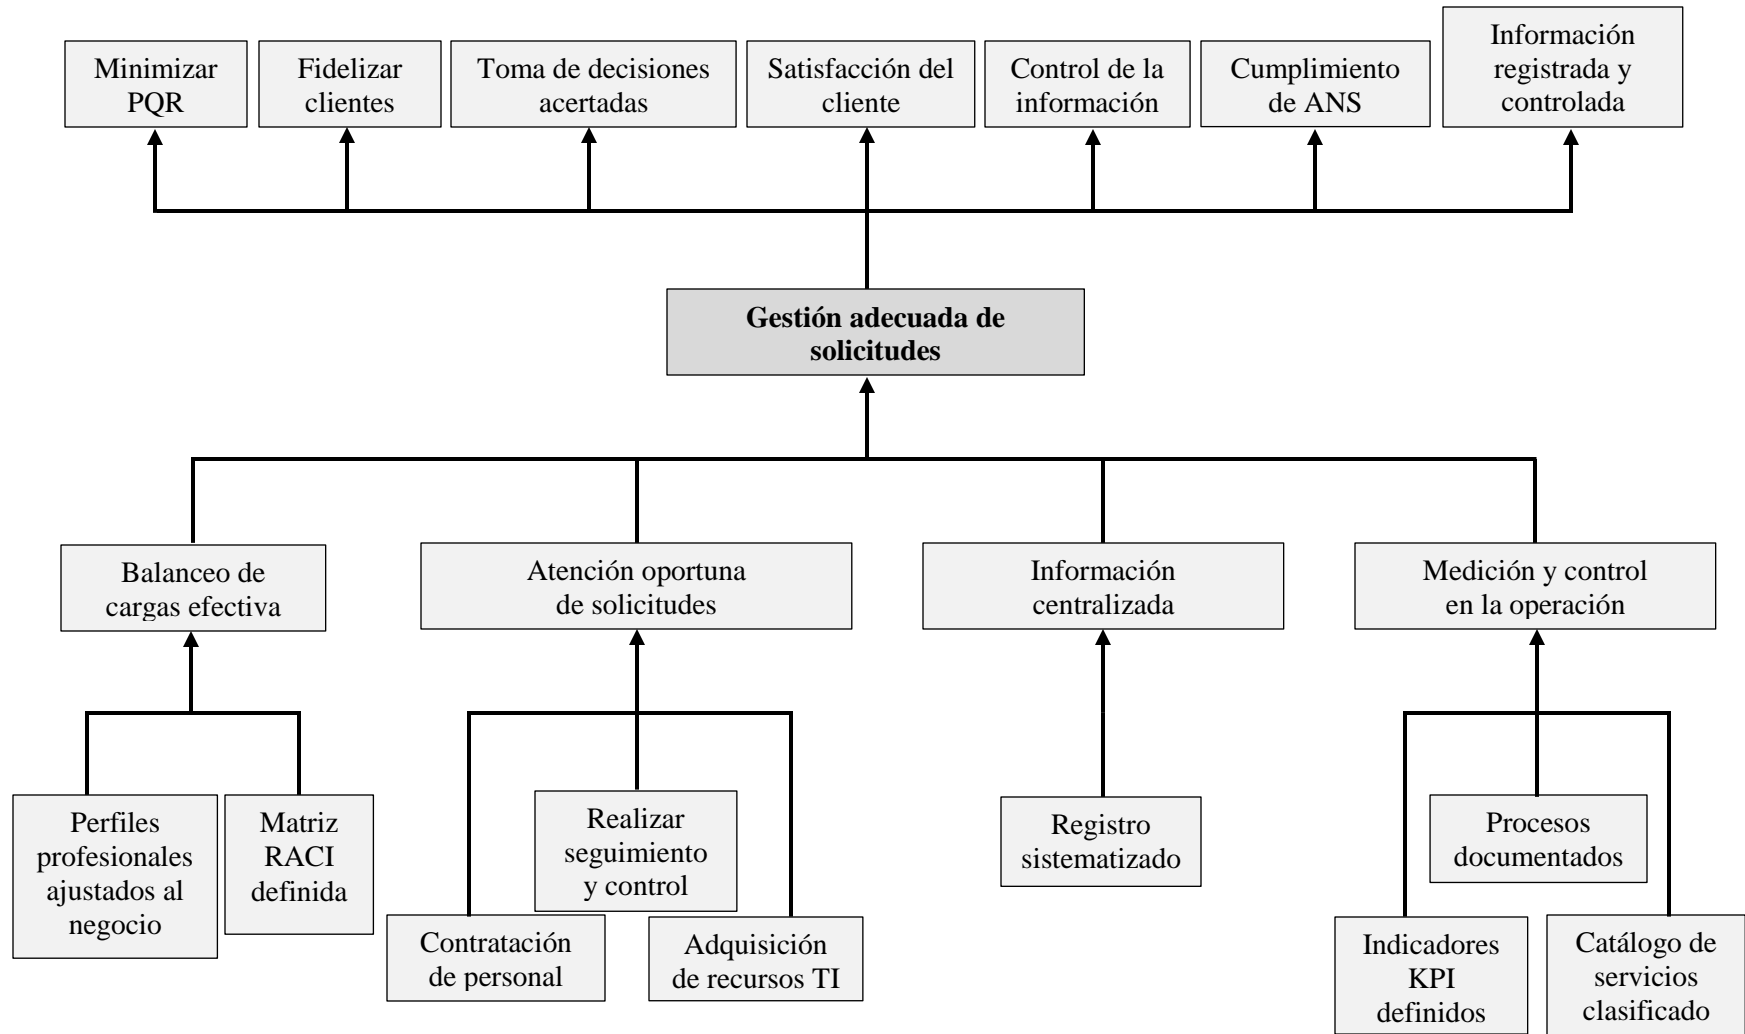 Minimizar
PQR
Fidelizar
clientes
Toma de decisiones
acertadas
Satisfacción del
cliente
Control de la
información
Cumplimiento
de ANS
Información
registrada y
controlada
Gestión adecuada de
solicitudes
Balanceo de
cargas efectiva
Atención oportuna
de solicitudes
Información
centralizada
Medición y control
en la operación
Perfiles
profesionales
ajustados al
negocio
Matriz
RACI
definida
Contratación
de personal
Realizar
seguimiento
y control
Adquisición
de recursos TI
Registro
sistematizado
Indicadores
KPI
definidos
Procesos
documentados
Catálogo de
servicios
clasificado